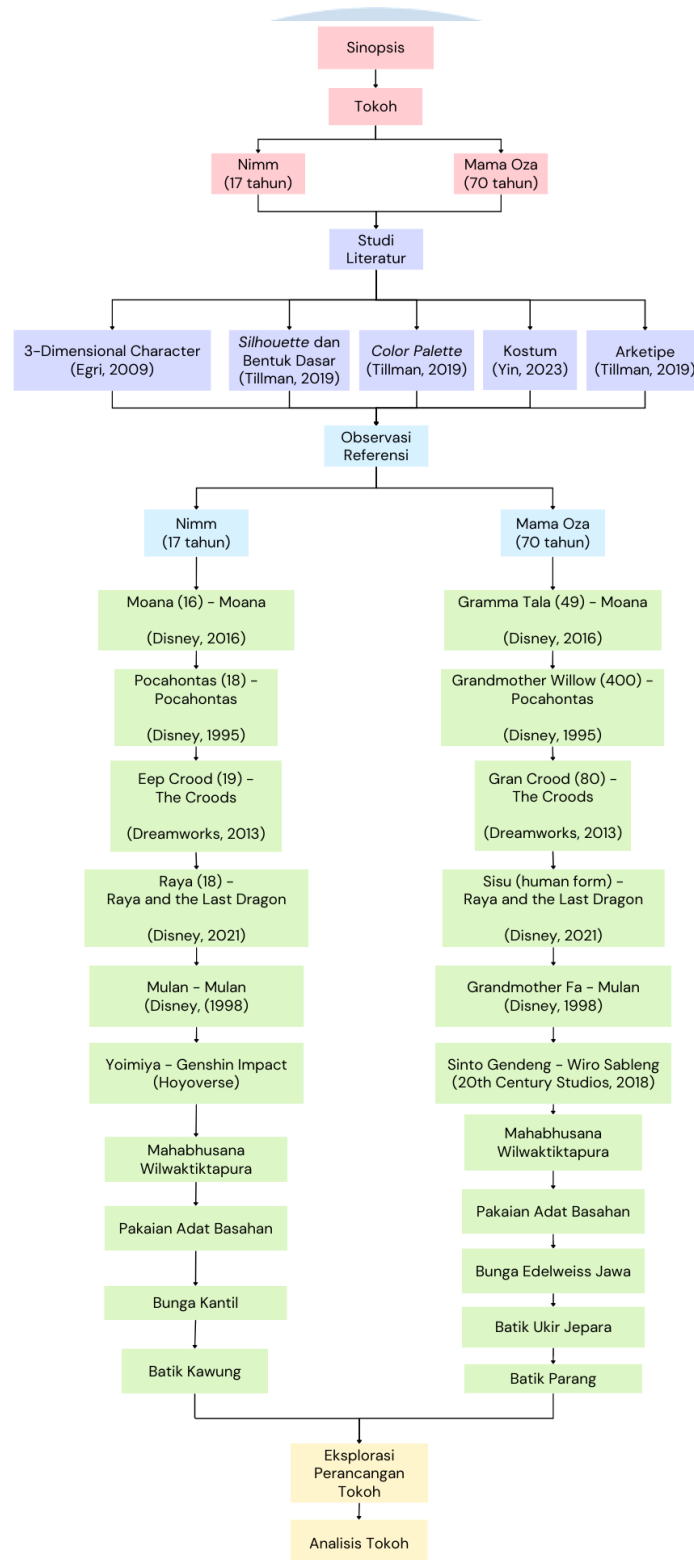 Sinopsis
Tokoh
Nimm
(17 tahun)
Mama Oza
(70 tahun)
Studi
Literatur
3-Dimensional Character
(Egri, 2009)
Silhouette dan
Bentuk Dasar
(Tillman, 2019)
Color Palette
(Tillman, 2019)
Kostum
(Yin, 2023)
Arketipe
(Tillman, 2019)
Observasi
Referensi
Nimm
(17 tahun)
Moana (16) - Moana
(Disney, 2016)
Pocahontas (18) -
Pocahontas
(Disney, 1995)
Eep Crood (19) -
The Croods
(Dreamworks, 2013)
Raya (18) -
Raya and the Last Dragon
(Disney, 2021)
Mulan - Mulan
(Disney, (1998)
Yoimiya - Genshin Impact
(Hoyoverse)
Mahabhusana
Wilwaktiktapura
Pakaian Adat Basahan
Bunga Kantil
Batik Kawung
Mama Oza
(70 tahun)
Gramma Tala (49) - Moana
(Disney, 2016)
Grandmother Willow (400) -
Pocahontas
(Disney, 1995)
Gran Crood (80) -
The Croods
(Dreamworks, 2013)
Sisu (human form) -
Raya and the Last Dragon
(Disney, 2021)
Grandmother Fa - Mulan
(Disney, 1998)
Sinto Gendeng - Wiro Sableng
(20th Century Studios, 2018)
Mahabhusana
Wilwaktiktapura
Pakaian Adat Basahan
Bunga Edelweiss Jawa
Batik Ukir Jepara
Batik Parang
Eksplorasi
Perancangan
Tokoh
Analisis Tokoh